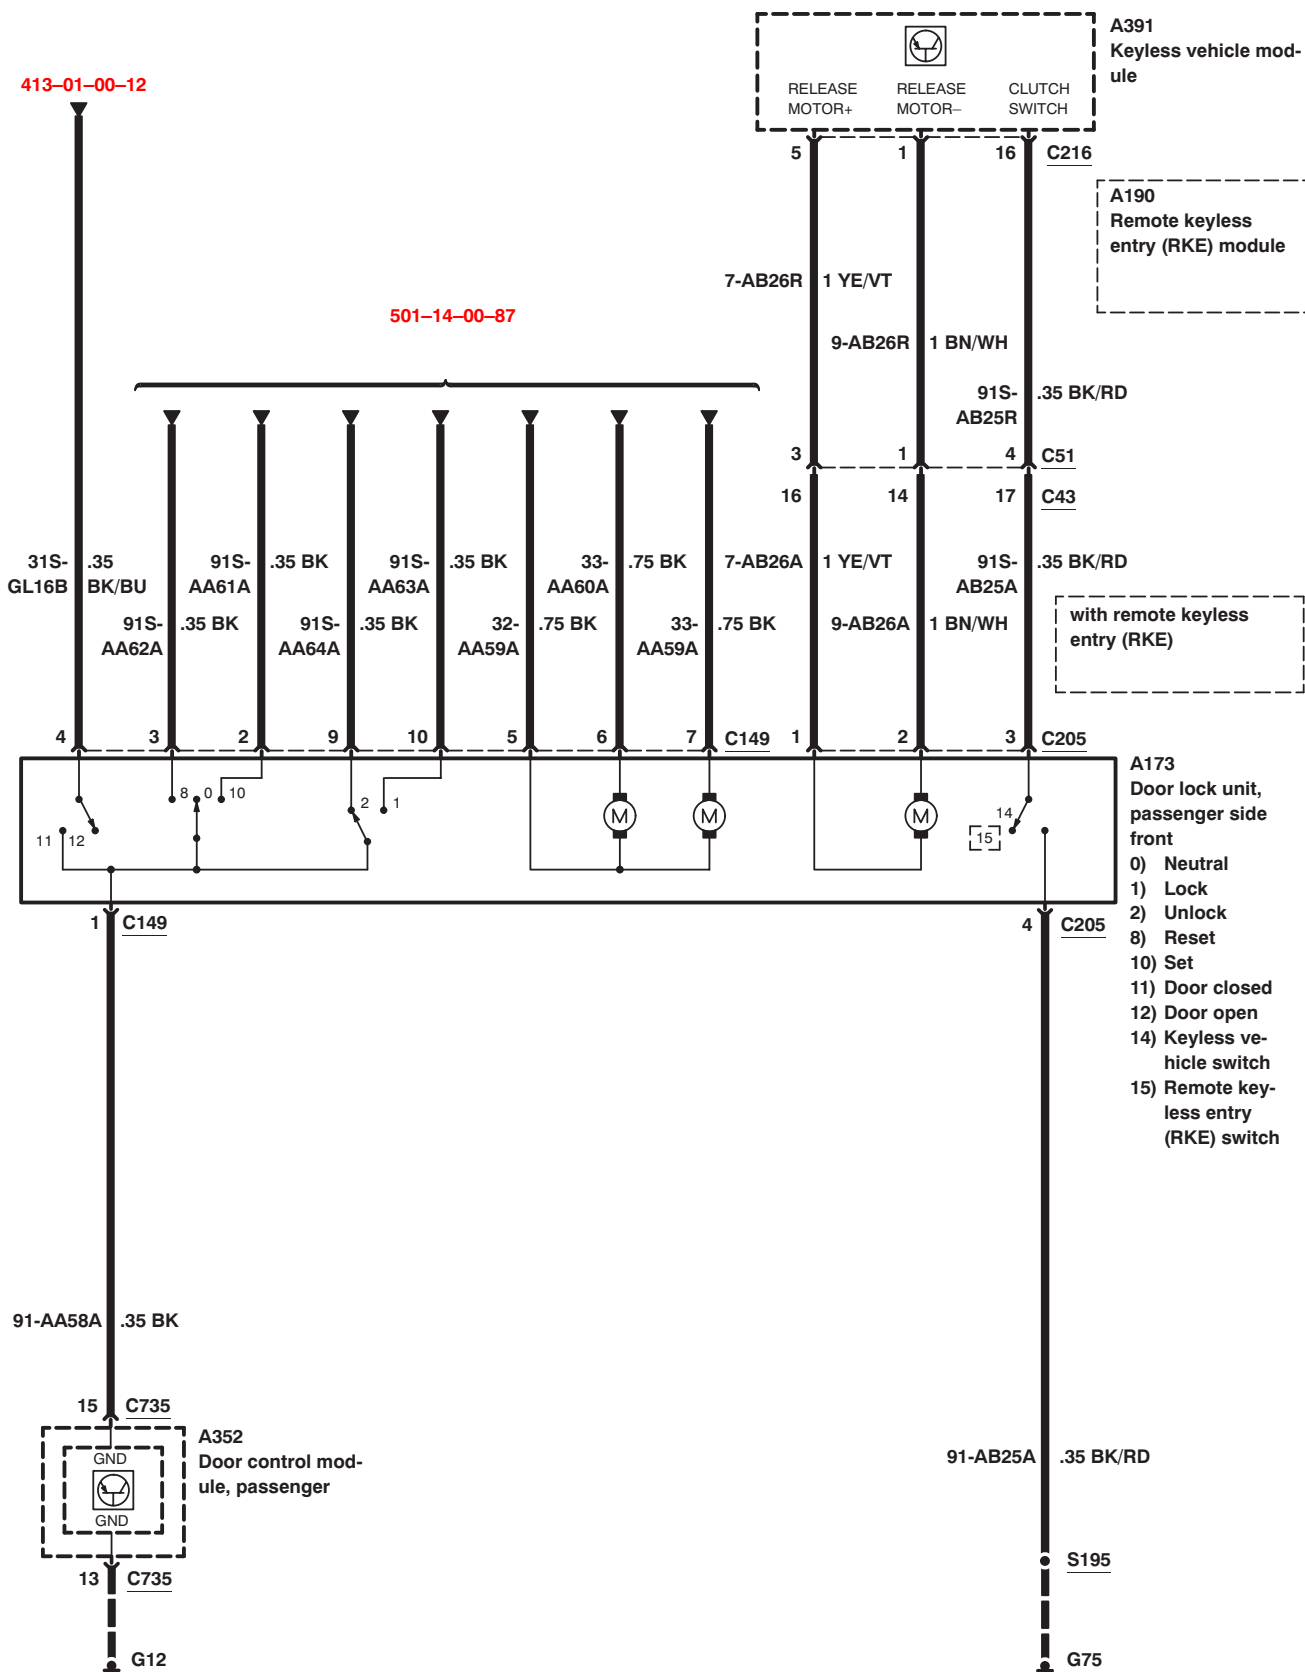 A391
Keyless vehicle mod-
ule
413–01–00–12
RELEASE MOTOR+
RELEASE MOTOR–
CLUTCH SWITCH
5 1 16 C216
A190
Remote keyless
entry (RKE) module
7-AB26R 1 YE/VT
501–14–00–87
9-AB26R 1 BN/WH
91S-
AB25R
.35 BK/RD
3 1 4 C51
16 14 17 C43
31S-
GL16B
.35
BK/BU
91S-
AA61A
.35 BK
91S-
AA63A
.35 BK
33-
AA60A
.75 BK
7-AB26A 1 YE/VT
91S-
AB25A
.35 BK/RD
91S-
AA62A
.35 BK
91S-
AA64A
.35 BK
32-
AA59A
.75 BK
33-
AA59A
.75 BK
9-AB26A 1 BN/WH
with remote keyless
entry (RKE)
4 3 2 9 10 5 6 7 C149 1 2 3 C205
8 0 10 2 1
11 12
M M M
14
15
A173
Door lock unit,
passenger side
front
0) Neutral
1) Lock
2) Unlock
8) Reset
10) Set
11) Door closed
12) Door open
14) Keyless ve-
hicle switch
15) Remote key-
less entry
(RKE) switch
1 C149
4 C205
91-AA58A .35 BK
15 C735
A352
Door control mod-
ule, passenger
GND
GND
91-AB25A .35 BK/RD
13 C735
S195
G12
G75